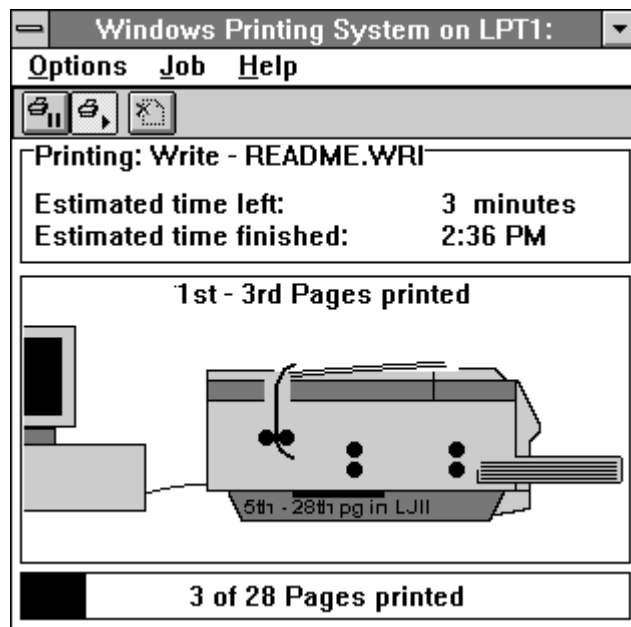 Windows Printing System on LPT1:
Options Job Help
Printing: Write - README.WRI
Estimated time left: 3 minutes
Estimated time finished: 2:36 PM
1st - 3rd Pages printed
5th - 28th pg in LJII
3 of 28 Pages printed